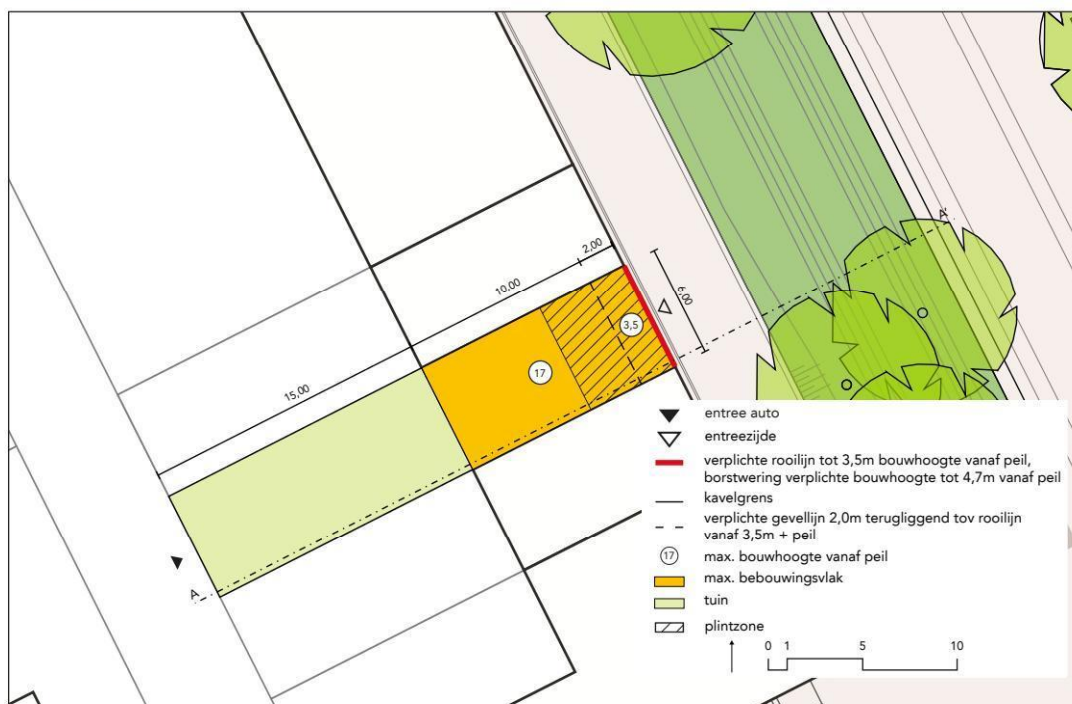 A'
2,00
10,00
6,00
3,5
17
15,00
A
entree auto
entreezijde
verplichte rooilijn tot 3,5m bouwhoogte vanaf peil,
borstwering verplichte bouwhoogte tot 4,7m vanaf peil
kavelgrens
verplichte gevellijn 2,0m terugliggend tov rooilijn
vanaf 3,5m + peil
17 max. bouwhoogte vanaf peil
max. bebouwingsvlak
tuin
plintzone
0 1 5 10